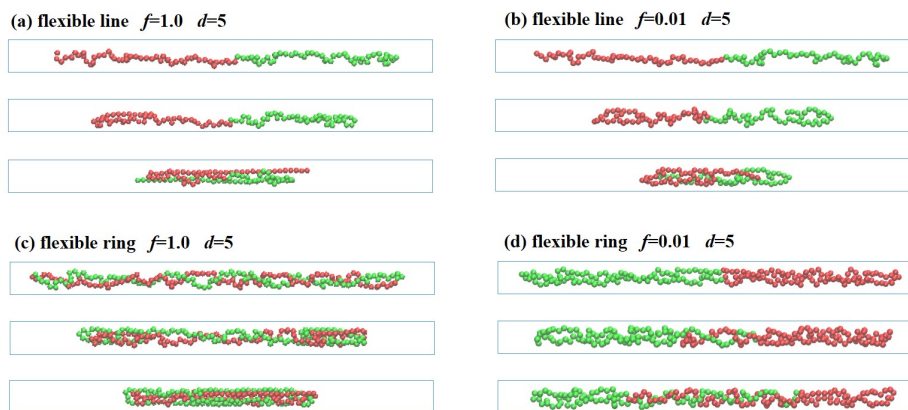 (a) flexible line f=1.0 d=5
(b) flexible line f=0.01 d=5
(c) flexible ring f=1.0 d=5
(d) flexible ring f=0.01 d=5